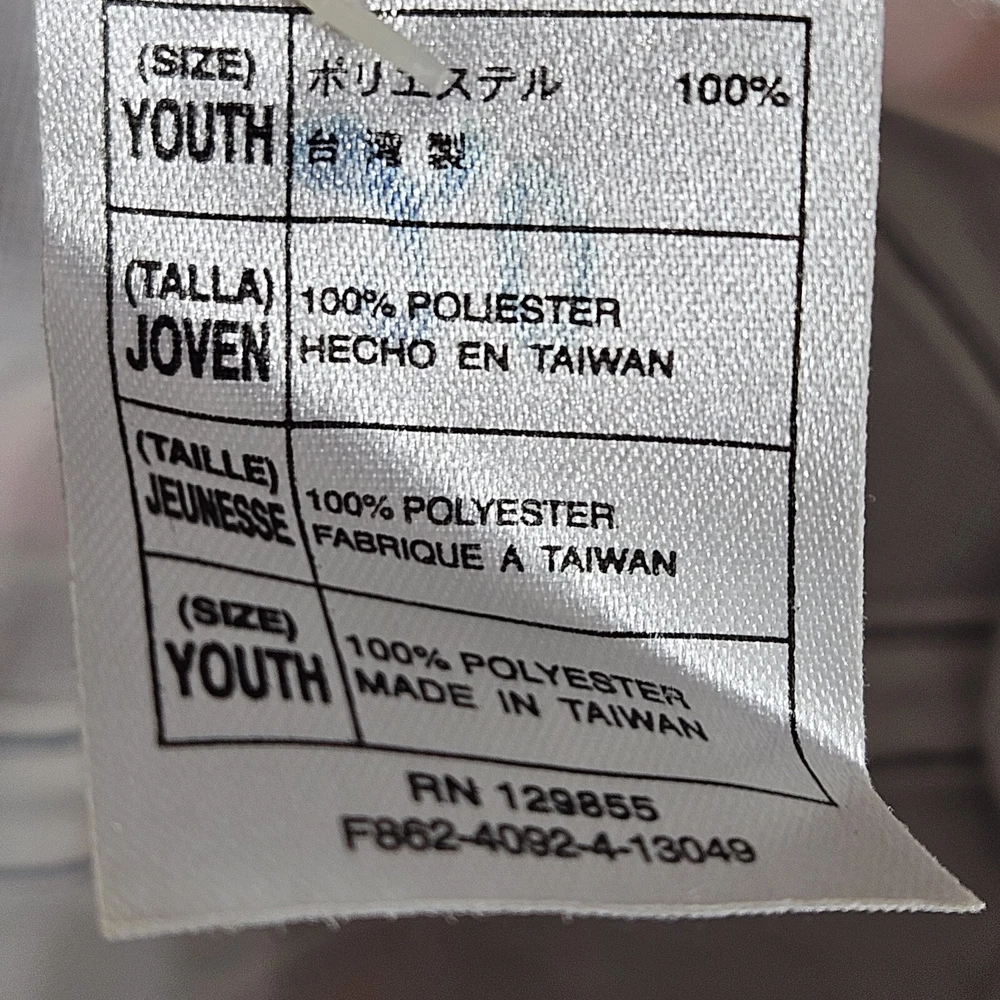 (SIZE)
YOUTH
ポリエステル 100%
台湾製
(TALLA)
JOVEN
100% POLIESTER
HECHO EN TAIWAN
(TAILLE)
JEUNESSE
100% POLYESTER
FABRIQUE A TAIWAN
(SIZE)
YOUTH
100% POLYESTER
MADE IN TAIWAN
RN 129855
F862-4092-4-13049